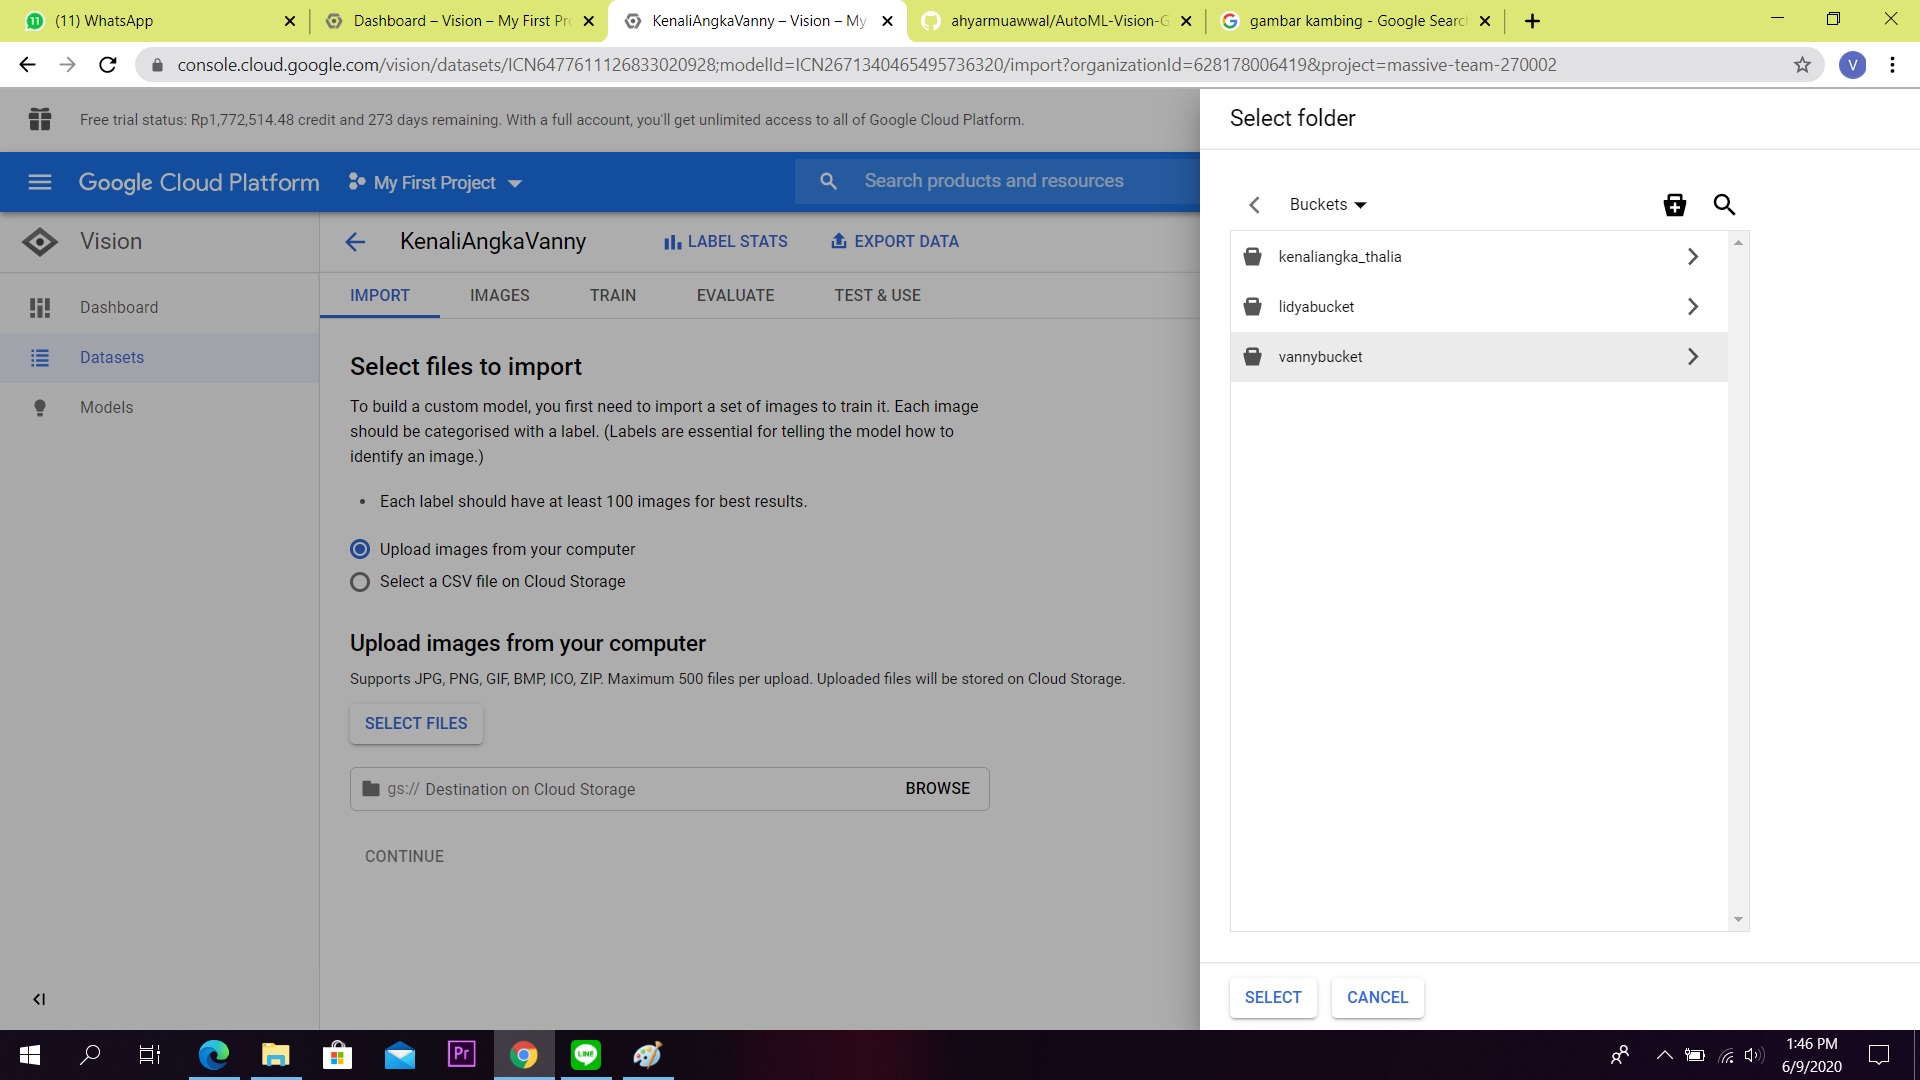 (11) WhatsApp
Dashboard – Vision – My First Pro
KenaliAngkaVanny – Vision – My
ahyarmuawwal/AutoML-Vision-G
gambar kambing - Google Search
console.cloud.google.com/vision/datasets/ICN6477611126833020928;modelId=ICN2671340465495736320/import?organizationId=628178006419&project=massive-team-270002
V
Free trial status: Rp1,772,514.48 credit and 273 days remaining. With a full account, you'll get unlimited access to all of Google Cloud Platform.
Google Cloud Platform
My First Project
Search products and resources
Vision
Dashboard
Datasets
Models
KenaliAngkaVanny
LABEL STATS
EXPORT DATA
IMPORT
IMAGES
TRAIN
EVALUATE
TEST & USE
Select files to import
To build a custom model, you first need to import a set of images to train it. Each image
should be categorised with a label. (Labels are essential for telling the model how to
identify an image.)
• Each label should have at least 100 images for best results.
Upload images from your computer
Select a CSV file on Cloud Storage
Upload images from your computer
Supports JPG, PNG, GIF, BMP, ICO, ZIP. Maximum 500 files per upload. Uploaded files will be stored on Cloud Storage.
SELECT FILES
gs:// Destination on Cloud Storage
BROWSE
CONTINUE
Select folder
Buckets
kenaliangka_thalia
lidyabucket
vannybucket
SELECT
CANCEL
Pr
LINE
1:46 PM
6/9/2020